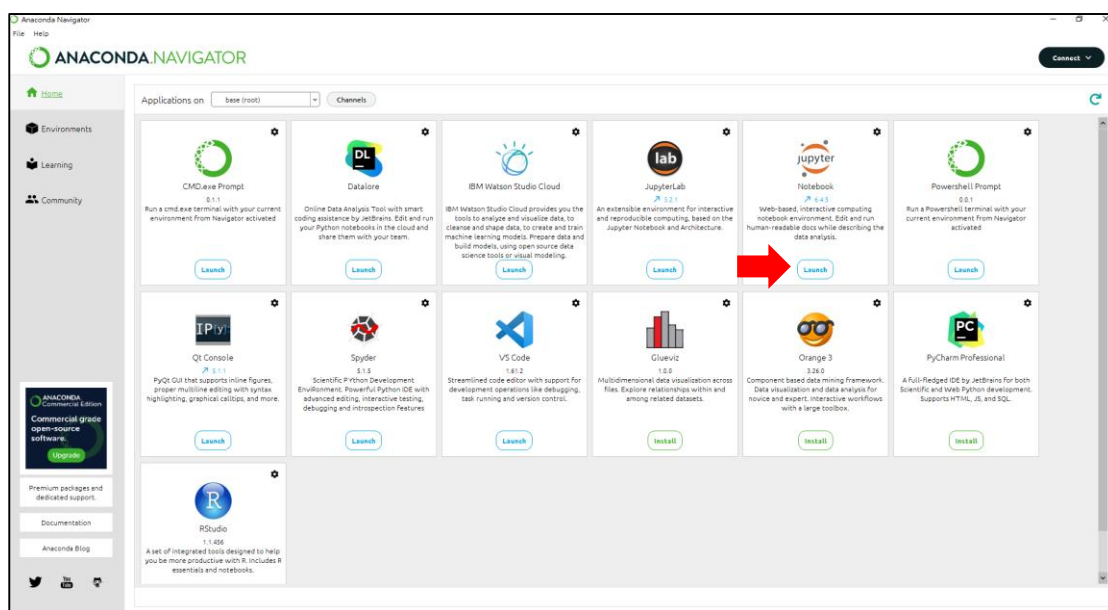 Anaconda Navigator
File Help
ANACONDA.NAVIGATOR
Connect
Home
Environments
Learning
Community
Applications on base (root) Channels
CMD.exe Prompt
0.1.1
Run a cmd.exe terminal with your current
environment from Navigator activated
Launch
DL
Datalore
Online Data Analysis Tool with smart
coding assistance by JetBrains. Edit and run
your Python notebooks in the cloud and
share them with your team.
Launch
IBM Watson Studio Cloud
IBM Watson Studio Cloud provides you the
tools to analyze and visualize data, to
cleanse and shape data, to create and train
machine learning models. Prepare data and
build models, using open source data
science tools or visual modeling.
Launch
lab
JupyterLab
3.2.1
An extensible environment for interactive
and reproducible computing, based on the
Jupyter Notebook and Architecture.
Launch
jupyter
Notebook
6.4.5
Web-based, interactive computing
notebook environment. Edit and run
human-readable docs while describing the
data analysis.
Launch
Powershell Prompt
0.0.1
Run a Powershell terminal with your
current environment from Navigator
activated
Launch
IP[y]:
Qt Console
5.1.1
PyQt GUI that supports inline figures,
proper multiline editing with syntax
highlighting, graphical calltips, and more.
Launch
Spyder
5.1.5
Scientific PYthon Development
EnviRonment. Powerful Python IDE with
advanced editing, interactive testing,
debugging and introspection features
Launch
VS Code
1.61.2
Streamlined code editor with support for
development operations like debugging,
task running and version control.
Launch
Glueviz
1.0.0
Multidimensional data visualization across
files. Explore relationships within and
among related datasets.
Install
Orange 3
3.26.0
Component based data mining framework.
Data visualization and data analysis for
novice and expert. Interactive workflows
with a large toolbox.
Install
PC
PyCharm Professional
A full-fledged IDE by JetBrains for both
Scientific and Web Python development.
Supports HTML, JS, and SQL.
Install
R
RStudio
1.1.456
A set of integrated tools designed to help
you be more productive with R. Includes R
essentials and notebooks.
ANACONDA
Commercial Edition
Commercial grade
open-source
software.
Upgrade
Premium packages and
dedicated support.
Documentation
Anaconda Blog
You
Tube